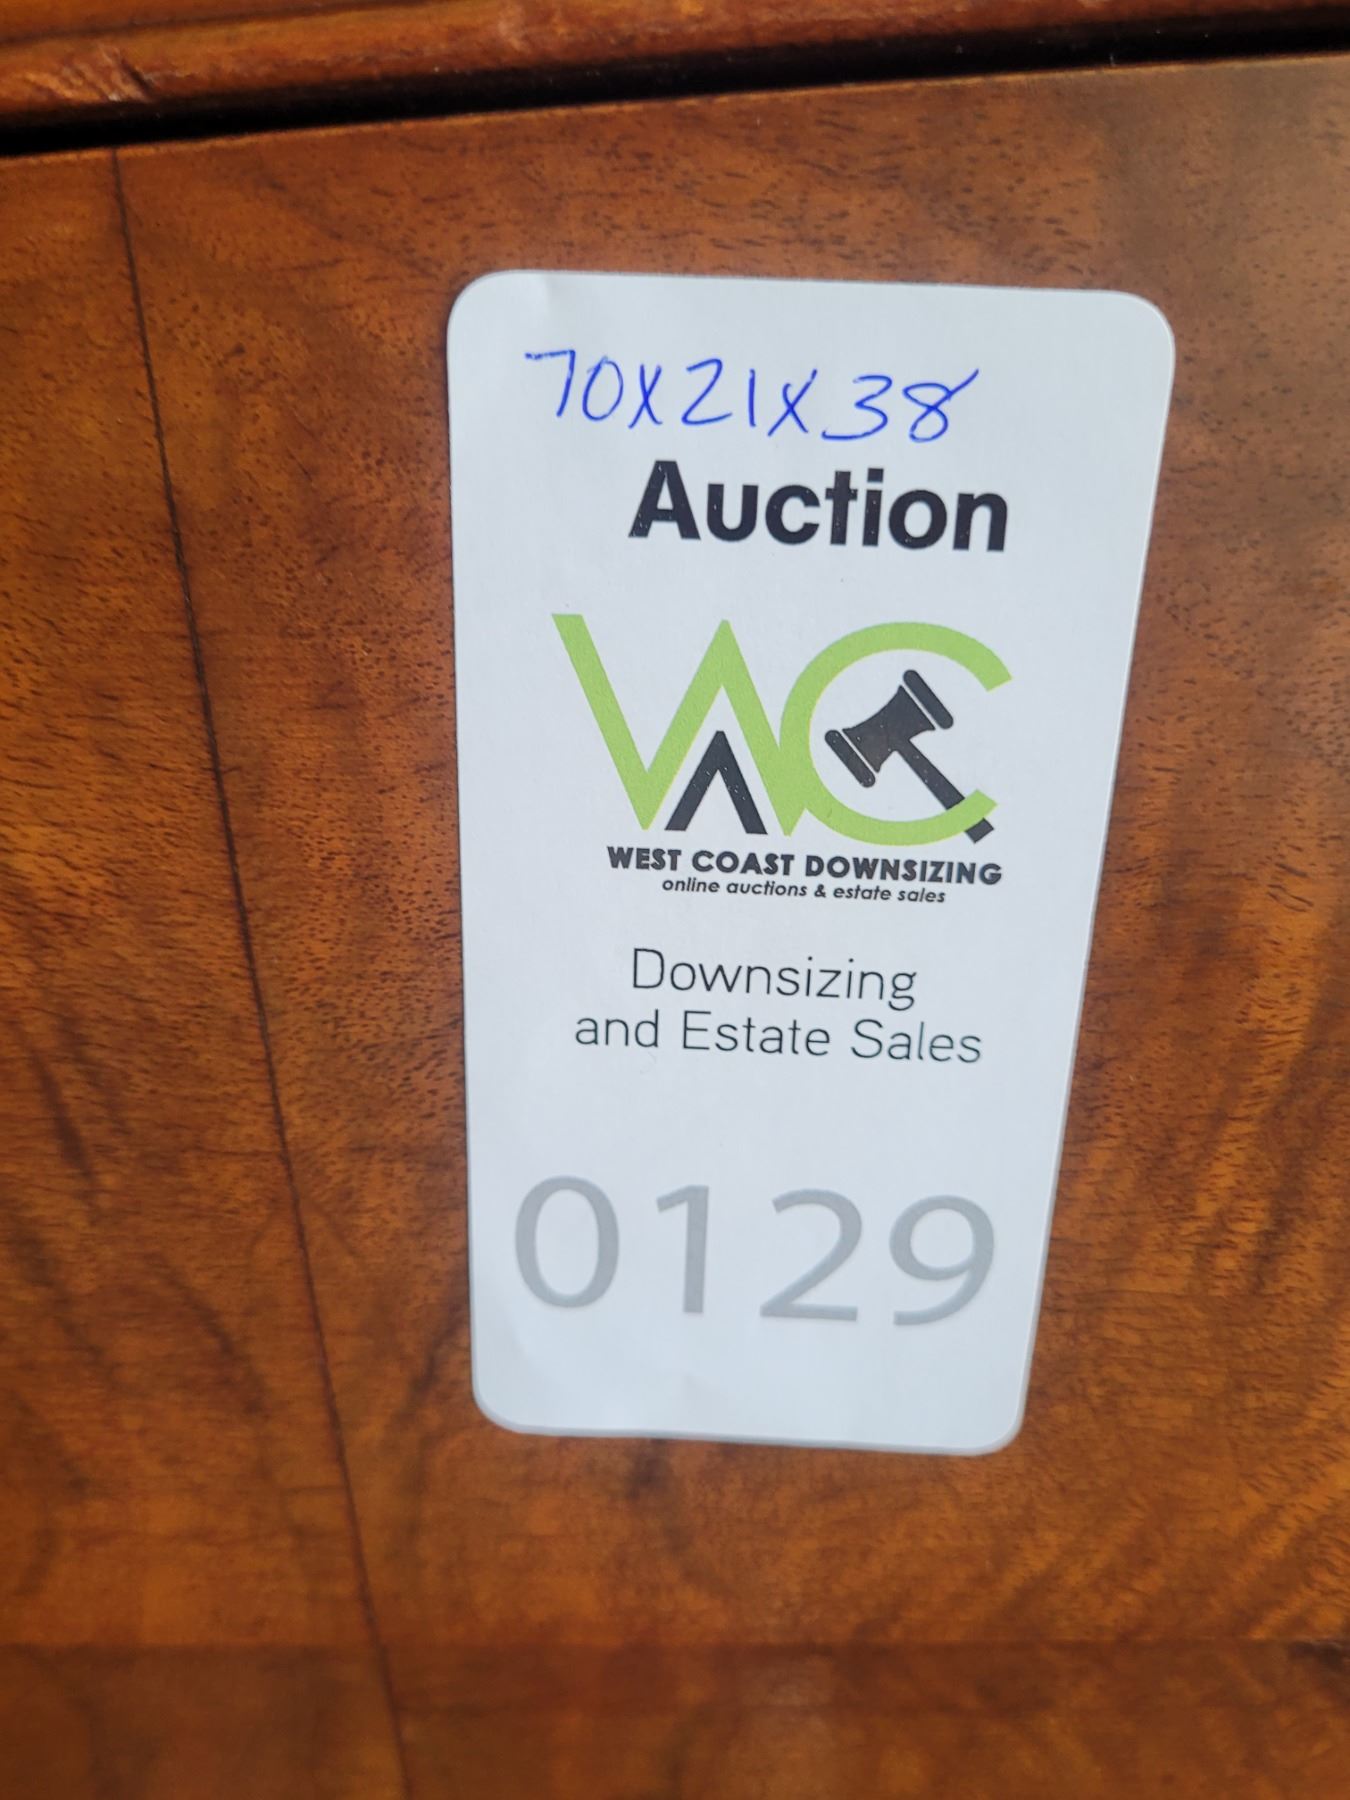 70x21x38
Auction
WC
WEST COAST DOWNSIZING
online auctions & estate sales
Downsizing
and Estate Sales
0129